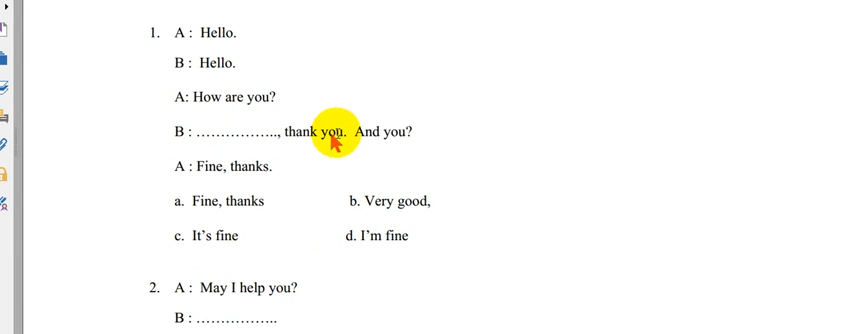 1. A : Hello.
B : Hello.
A: How are you?
B : …………….., thank you. And you?
A : Fine, thanks.
a. Fine, thanks b. Very good,
c. It’s fine d. I’m fine
2. A : May I help you?
B : ……………..